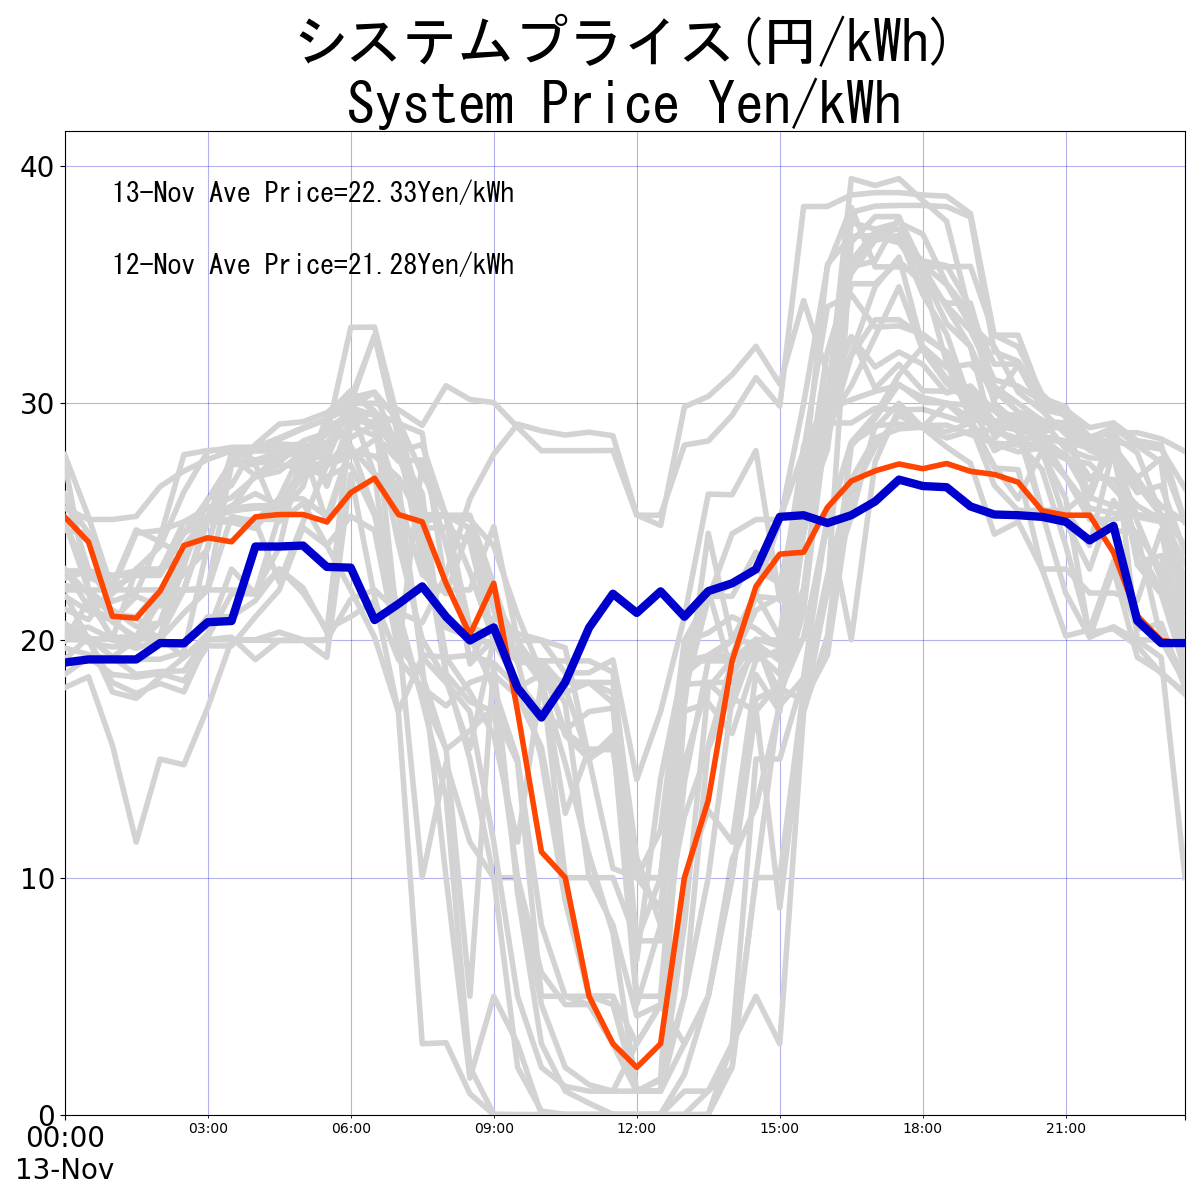 システムプライス(円/kWh)
System Price Yen/kWh
40
13-Nov Ave Price=22.33Yen/kWh
12-Nov Ave Price=21.28Yen/kWh
30
20
10
0
00:00
03:00
06:00
09:00
12:00
15:00
18:00
21:00
13-Nov